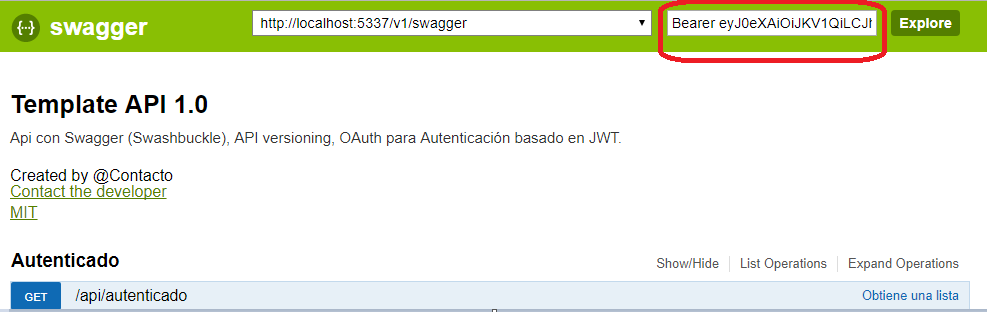 {··} swagger http://localhost:5337/v1/swagger Bearer eyJ0eXAiOiJKV1QiLCJh Explore
Template API 1.0
Api con Swagger (Swashbuckle), API versioning, OAuth para Autenticación basado en JWT.
Created by @Contacto
Contact the developer
MIT
Autenticado Show/Hide List Operations Expand Operations
GET /api/autenticado Obtiene una lista